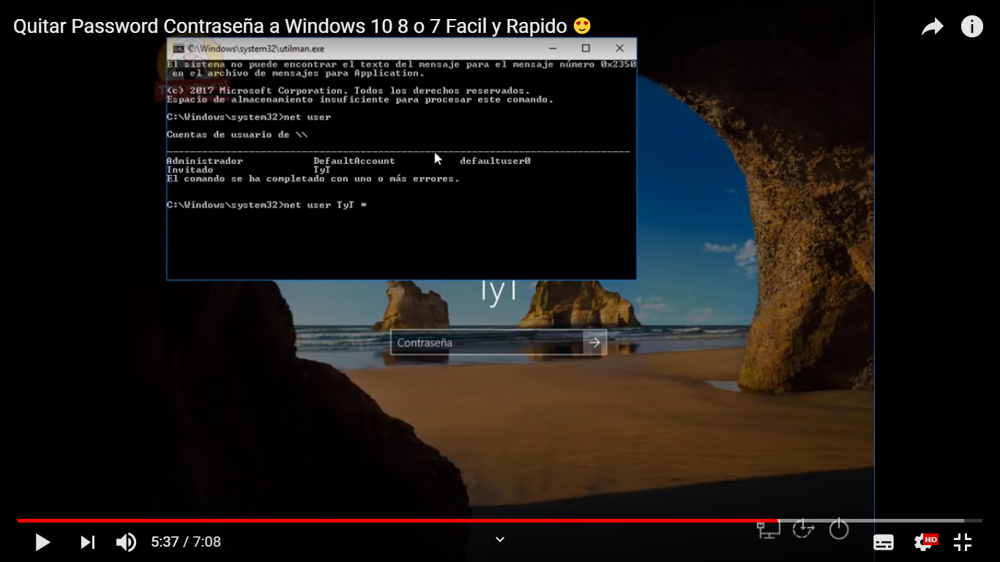 Quitar Password Contraseña a Windows 10 8 o 7 Facil y Rapido 😍
C:\Windows\system32\utilman.exe
El sistema no puede encontrar el texto del mensaje para el mensaje número 0x2350
en el archivo de mensajes para Application.
(c) 2017 Microsoft Corporation. Todos los derechos reservados.
Espacio de almacenamiento insuficiente para procesar este comando.
C:\Windows\system32>net user
Cuentas de usuario de \\
-------------------------------------------------------------------------------
Administrador DefaultAccount defaultuser0
Invitado TyT
El comando se ha completado con uno o más errores.
C:\Windows\system32>net user TyT *
TyT
Contraseña
5:37 / 7:08
HD